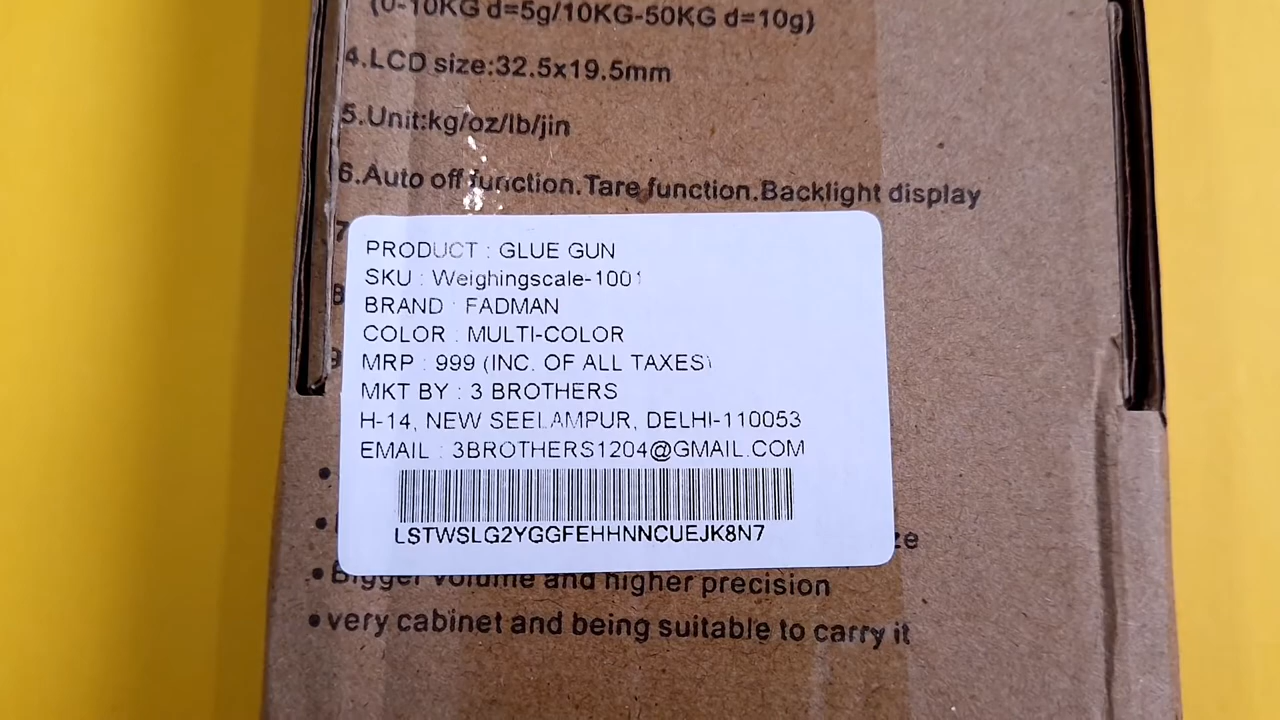 (0-10KG d=5g/10KG-50KG d=10g)
4.LCD size:32.5x19.5mm
5.Unit:kg/oz/lb/jin
6.Auto off function.Tare function.Backlight display
7
PRODUCT : GLUE GUN
SKU : Weighingscale-1001
8
BRAND : FADMAN
COLOR : MULTI-COLOR
9
MRP : 999 (INC. OF ALL TAXES)
MKT BY : 3 BROTHERS
H-14, NEW SEELAMPUR, DELHI-110053
EMAIL : 3BROTHERS1204@GMAIL.COM
LSTWSLG2YGGFEHHNNCUEJK8N7
• Bigger volume and higher precision
• very cabinet and being suitable to carry it